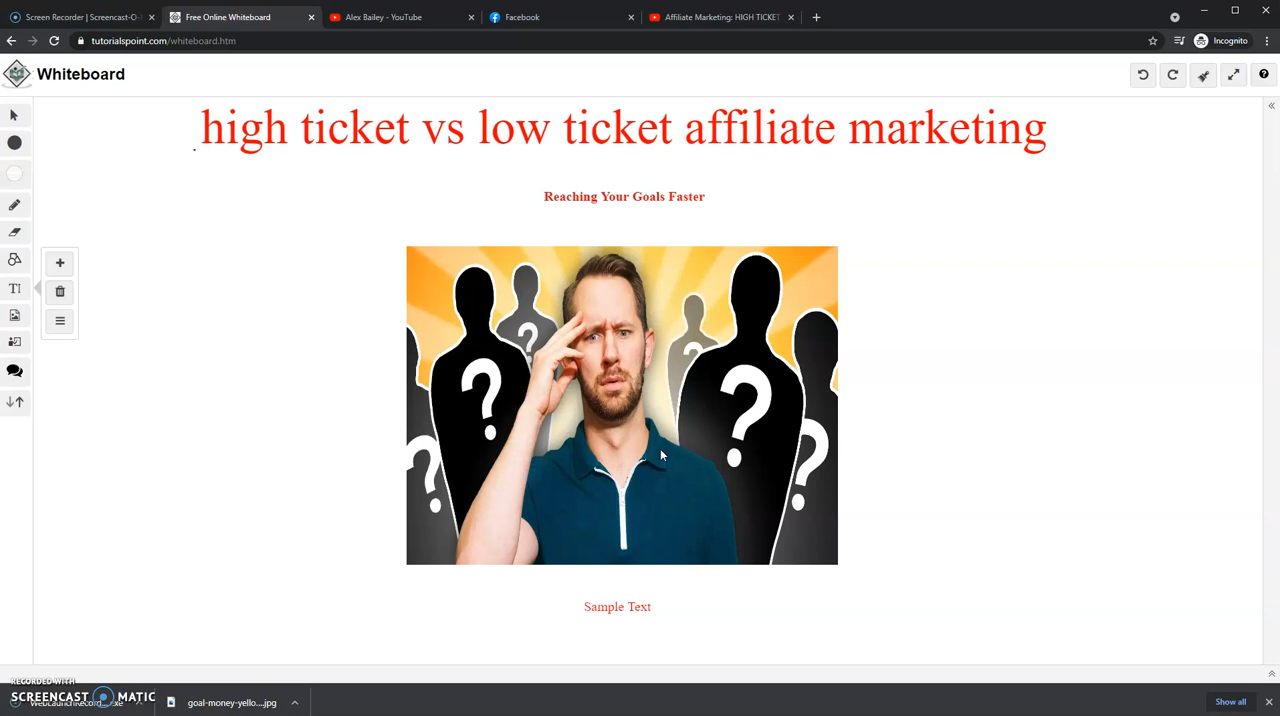 Screen Recorder | Screencast-O-
Free Online Whiteboard
Alex Bailey - YouTube
Facebook
Affiliate Marketing: HIGH TICKET
tutorialspoint.com/whiteboard.htm
Incognito
Whiteboard
high ticket vs low ticket affiliate marketing
Reaching Your Goals Faster
? ? ? ? ? ?
Sample Text
RECORDED WITH
SCREENCAST MATIC
goal-money-yello....jpg
Show all